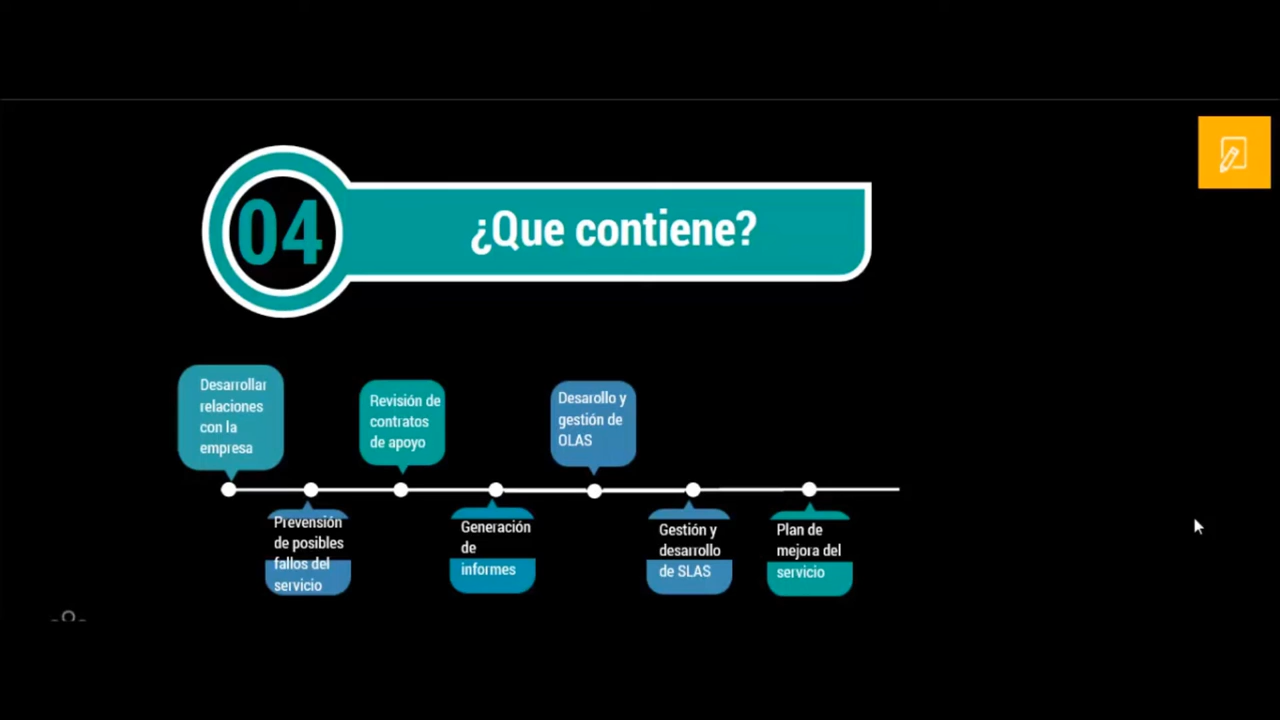 04
¿Que contiene?
Desarrollar
relaciones
con la
empresa
Prevensión
de posibles
fallos del
servicio
Revisión de
contratos
de apoyo
Generación
de
informes
Desarollo y
gestión de
OLAS
Gestión y
desarrollo
de SLAS
Plan de
mejora del
servicio